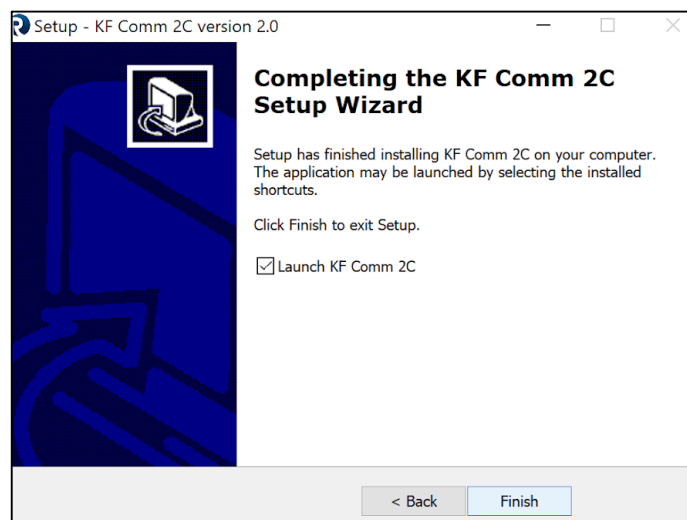 Setup - KF Comm 2C version 2.0
Completing the KF Comm 2C
Setup Wizard
Setup has finished installing KF Comm 2C on your computer.
The application may be launched by selecting the installed
shortcuts.
Click Finish to exit Setup.
Launch KF Comm 2C
< Back
Finish